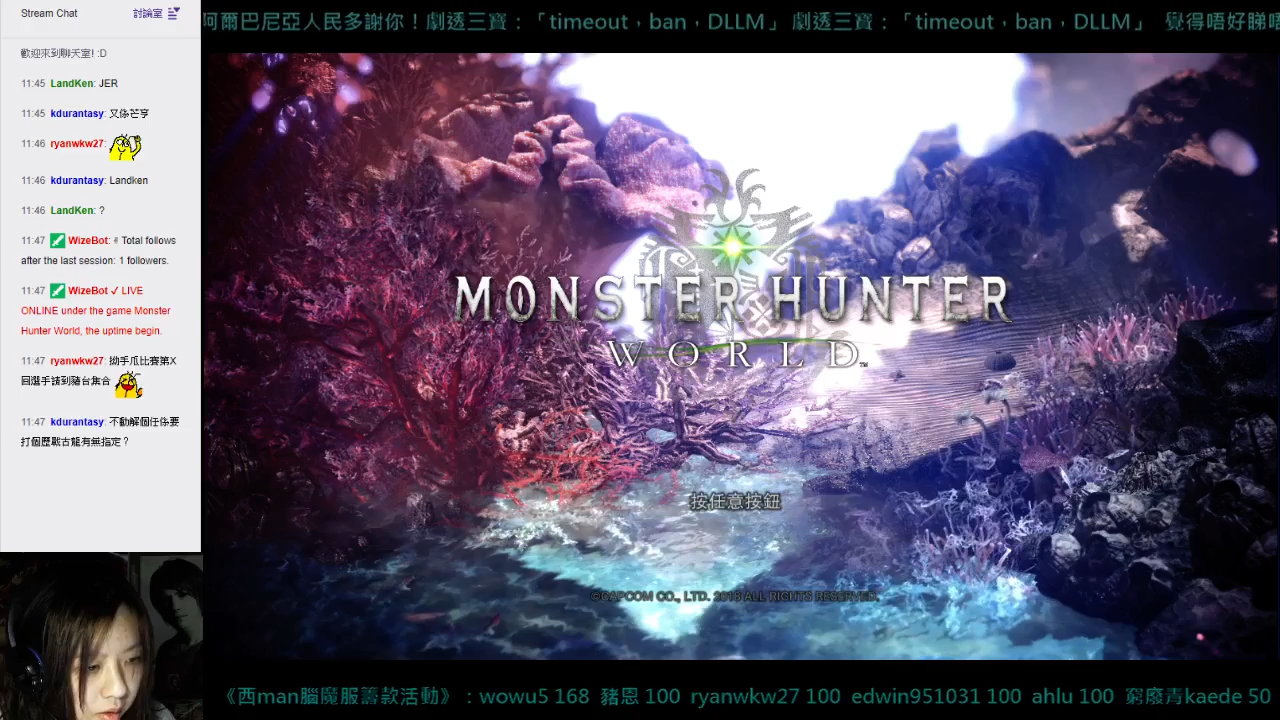 Stream Chat
討論室
歡迎來到聊天室! :D
11:45 LandKen: JER
11:45 kdurantasy: 又係芒亨
11:46 ryanwkw27:
11:46 kdurantasy: Landken
11:46 LandKen: ?
11:47 WizeBot: # Total follows
after the last session: 1 followers.
11:47 WizeBot ✓ LIVE
ONLINE under the game Monster
Hunter World, the uptime begin.
11:47 ryanwkw27: 拗手瓜比賽第X
回選手請到豬台集合
11:47 kdurantasy: 不動解個任係要
打個歷戰古龍有無指定?
阿爾巴尼亞人民多謝你！劇透三寶：「timeout，ban，DLLM」 劇透三寶：「timeout，ban，DLLM」 覺得唔好睇唔
MONSTER HUNTER
WORLD™
按任意按鈕
©CAPCOM CO., LTD. 2018 ALL RIGHTS RESERVED.
《西man腦魔服籌款活動》：wowu5 168 豬恩 100 ryanwkw27 100 edwin951031 100 ahlu 100 窮廢青kaede 50